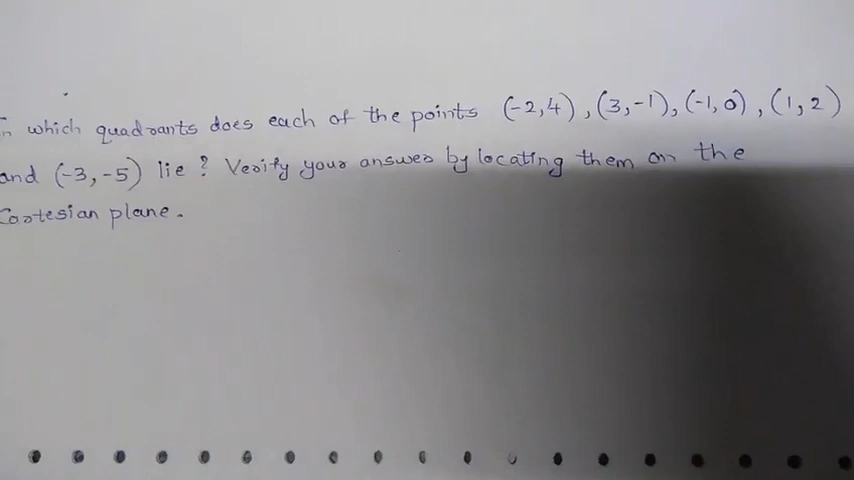 In which quadrants does each of the points (-2,4), (3,-1), (-1,0), (1,2)
and (-3,-5) lie? Verify your answer by locating them on the
Cartesian plane.